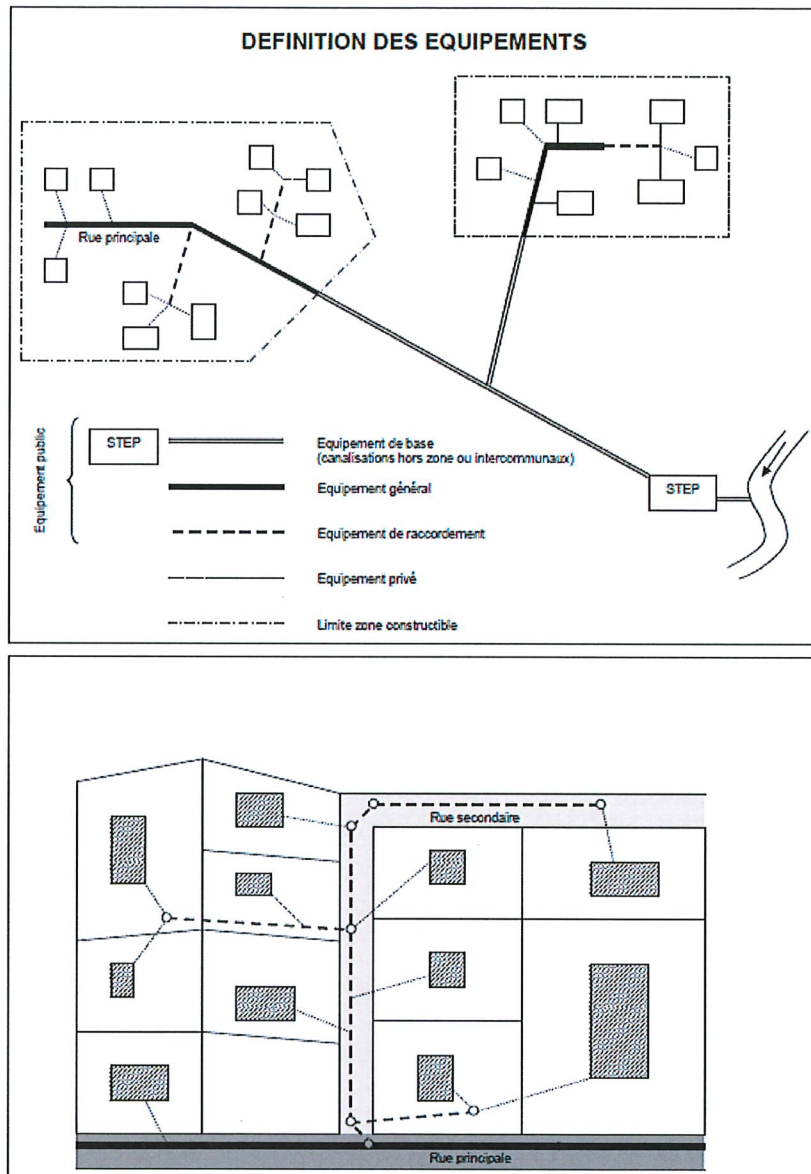 DEFINITION DES EQUIPEMENTS
Rue principale
Equipement public
STEP
Equipement de base
(canalisations hors zone ou intercommunaux)
STEP
Equipement général
Equipement de raccordement
Equipement privé
Limite zone constructible
Rue secondaire
Rue principale